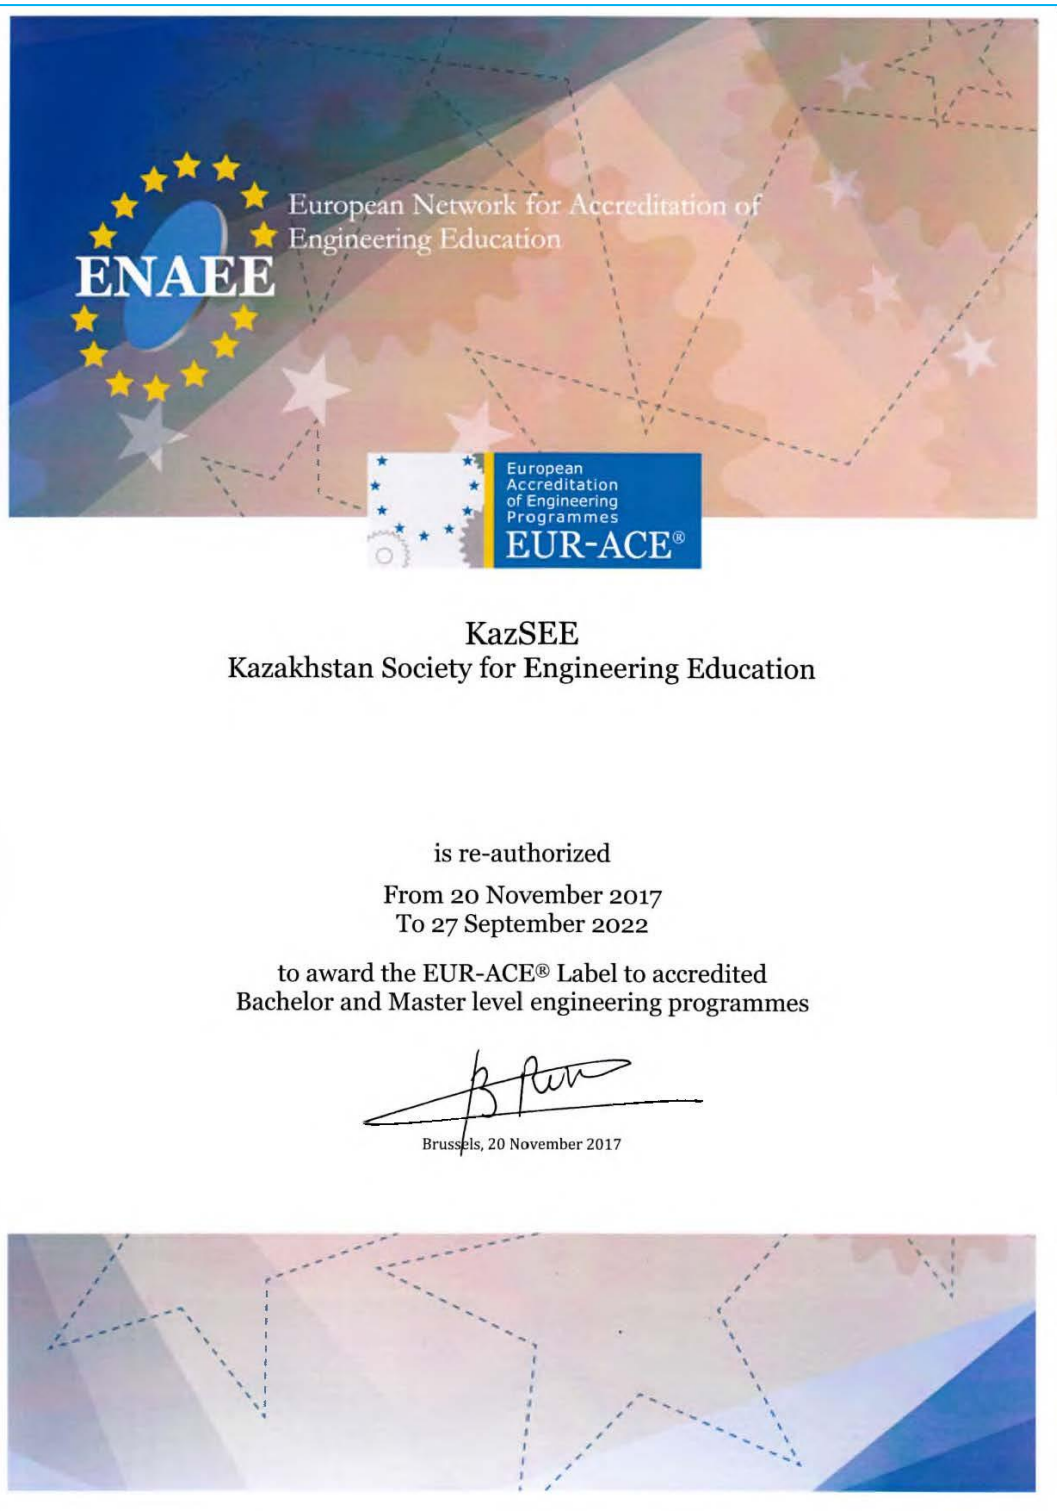 European Network for Accreditation of
Engineering Education
ENAEE
European
Accreditation
of Engineering
Programmes
EUR-ACE®
KazSEE
Kazakhstan Society for Engineering Education
is re-authorized
From 20 November 2017
To 27 September 2022
to award the EUR-ACE® Label to accredited
Bachelor and Master level engineering programmes
Brussels, 20 November 2017